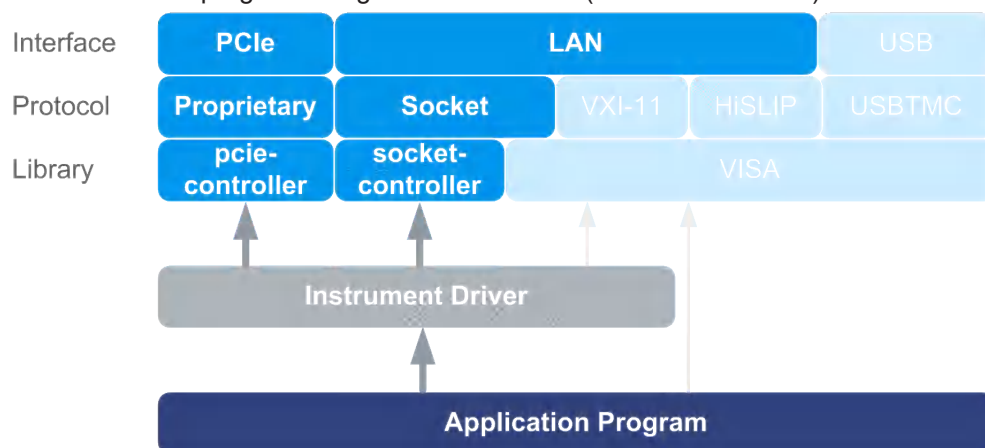 Interface PCIe LAN USB
Protocol Proprietary Socket VXI-11 HiSLIP USBTMC
Library pcie-controller socket-controller VISA
Instrument Driver
Application Program